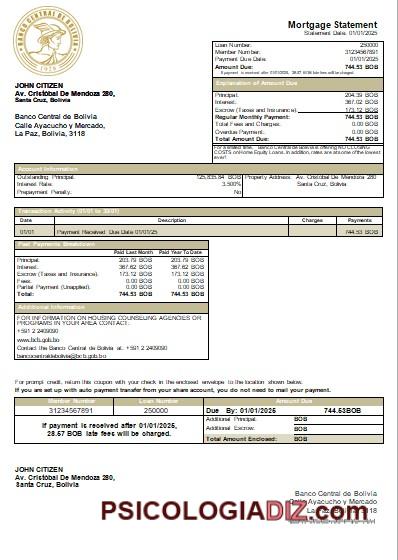 BANCO CENTRAL DE BOLIVIA
1928
Mortgage Statement
Statement Date: 01/01/2025
Loan Number: 250000
Member Number: 31234567891
Payment Due Date: 01/01/2025
Amount Due: 744.53 BOB
If payment is received after 01/01/2025, 28.67 BOB late fees will be charged.
JOHN CITIZEN
Av. Cristóbal De Mendoza 280,
Santa Cruz, Bolivia
Banco Central de Bolivia
Calle Ayacucho y Mercado,
La Paz, Bolivia, 3118
Explanation of Amount Due
Principal: 204.39 BOB
Interest: 367.02 BOB
Escrow (Taxes and Insurance): 173.12 BOB
Regular Monthly Payment: 744.53 BOB
Total Fees and Charges: 0.00 BOB
Overdue Payment: 0.00 BOB
Total Amount Due: 744.53 BOB
For a limited time, Banco Central de Bolivia is offering NO CLOSING
COSTS on Home Equity Loans. In addition, rates are at some of the lowest
ever!
Account Information
Outstanding Principal: 125,835.84 BOB
Interest Rate: 3.500%
Prepayment Penalty: No
Property Address: Av. Cristóbal De Mendoza 280
Santa Cruz, Bolivia
Transaction Activity (01/01 to 30/01)
Date Description Charges Payments
01/01 Payment Received Due Date 01/01/25 744.53 BOB
Past Payments Breakdown
Paid Last Month Paid Year To Date
Principal: 203.79 BOB 203.79 BOB
Interest: 367.62 BOB 367.62 BOB
Escrow (Taxes and Insurance): 173.12 BOB 173.12 BOB
Fees: 0.00 BOB 0.00 BOB
Partial Payment (Unapplied): 0.00 BOB 0.00 BOB
Total: 744.53 BOB 744.53 BOB
Additional Information
FOR INFORMATION ON HOUSING COUNSELING AGENCIES OR
PROGRAMS IN YOUR AREA CONTACT:
+591 2 2409090
www.bcb.gob.bo
Contact the Banco Central de Bolivia at: +591 2 2409090
bancocentraldebolivia@bcb.gob.bo
For prompt credit, return this coupon with your check in the enclosed envelope to the location shown below.
If you are set up with auto payment transfer from your share account, you do not need to mail your payment.
Member Number Loan Number Amount Due
31234567891 250000 Due By: 01/01/2025 744.53BOB
If payment is received after 01/01/2025,
28.67 BOB late fees will be charged.
Additional Principal: BOB
Additional Escrow: BOB
Total Amount Enclosed: BOB
JOHN CITIZEN
Av. Cristóbal De Mendoza 280,
Santa Cruz, Bolivia
Banco Central de Bolivia
Calle Ayacucho y Mercado
La Paz, Bolivia, 3118
PSICOLOGIADIZ.com